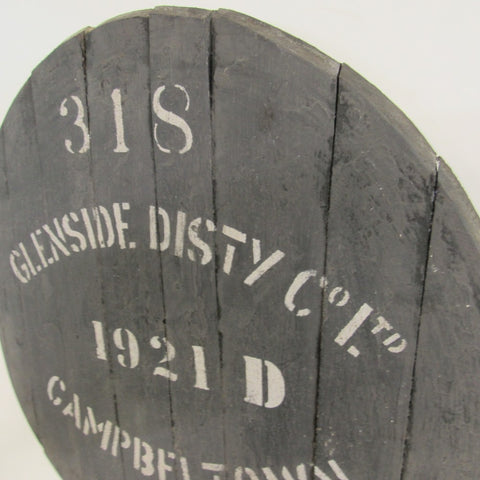 318
GLENSIDE DISTY Cº LTD
1921 D
CAMPBELTOWN